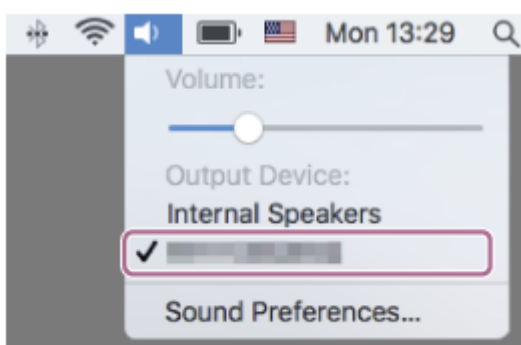 Mon 13:29
Volume:
Output Device:
Internal Speakers
Sound Preferences...